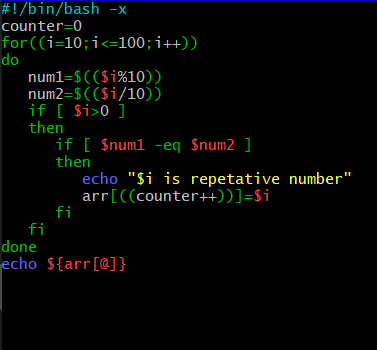 #!/bin/bash -x
counter=0
for((i=10;i<=100;i++))
do
   num1=$(($i%10))
   num2=$(($i/10))
   if [ $i>0 ]
   then
      if [ $num1 -eq $num2 ]
      then
         echo "$i is repetative number"
         arr[((counter++))]=$i
      fi
   fi
done
echo ${arr[@]}